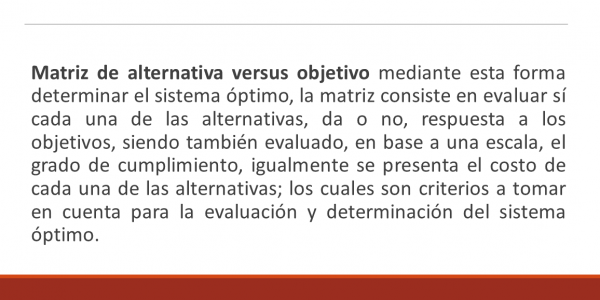 Matriz de alternativa versus objetivo mediante esta forma
determinar el sistema óptimo, la matriz consiste en evaluar sí
cada una de las alternativas, da o no, respuesta a los
objetivos, siendo también evaluado, en base a una escala, el
grado de cumplimiento, igualmente se presenta el costo de
cada una de las alternativas; los cuales son criterios a tomar
en cuenta para la evaluación y determinación del sistema
óptimo.